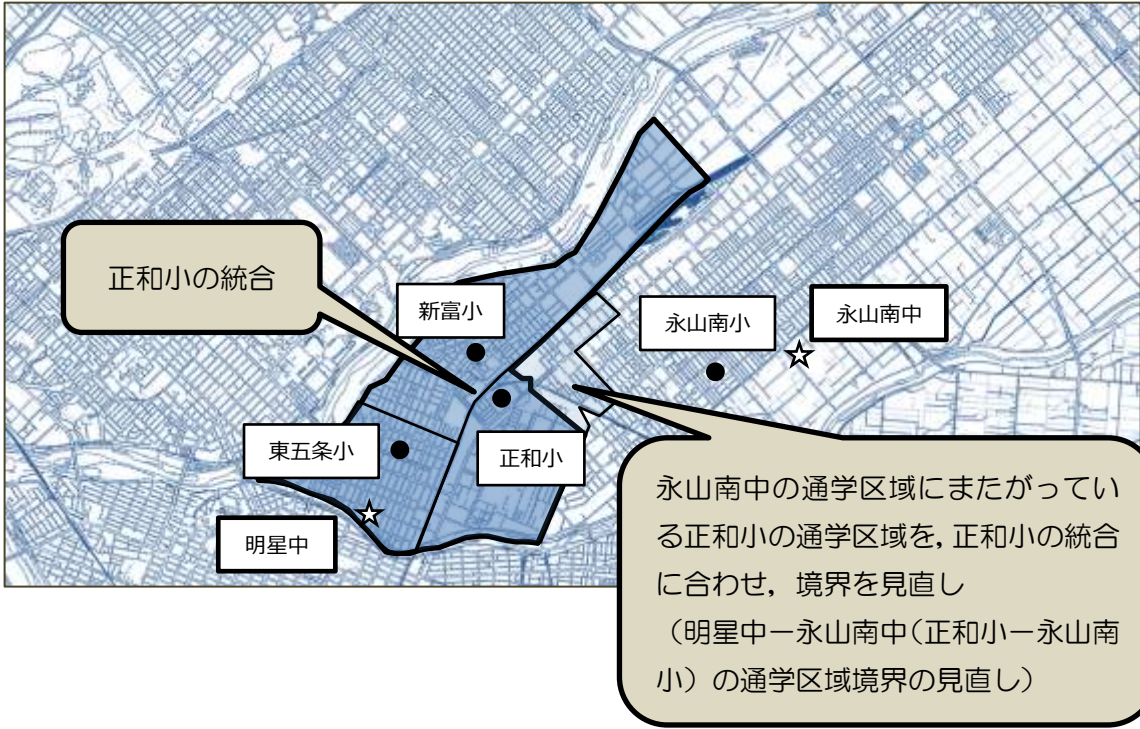 正和小の統合
新富小
永山南小
永山南中
東五条小
正和小
明星中
永山南中の通学区域にまたがってい
る正和小の通学区域を，正和小の統合
に合わせ，境界を見直し
（明星中ー永山南中（正和小ー永山南
小）の通学区域境界の見直し）